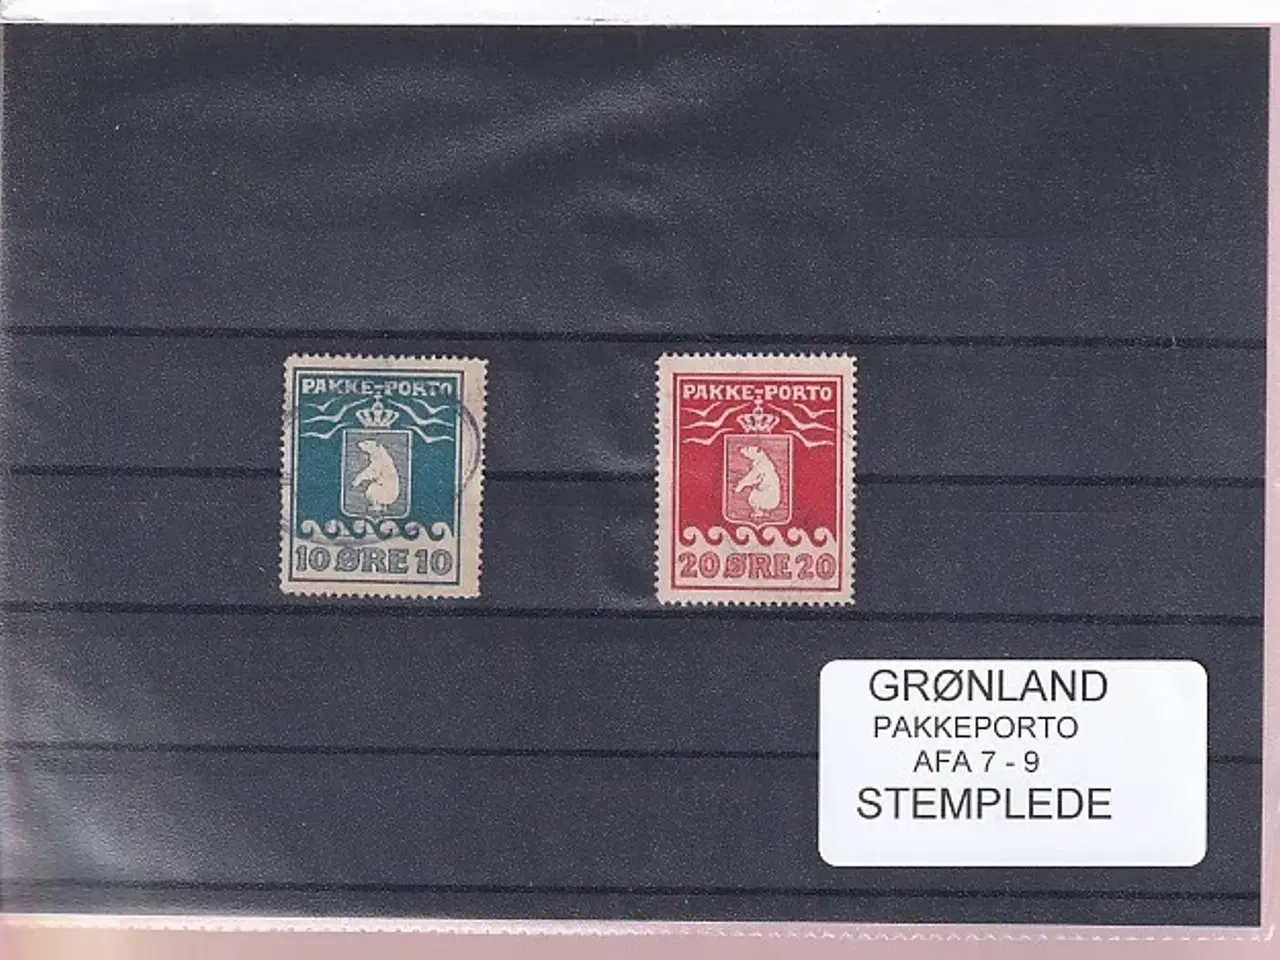 PAKKE-PORTO
10 ØRE 10
PAKKE-PORTO
20 ØRE 20
GRØNLAND
PAKKEPORTO
AFA 7 - 9
STEMPLEDE